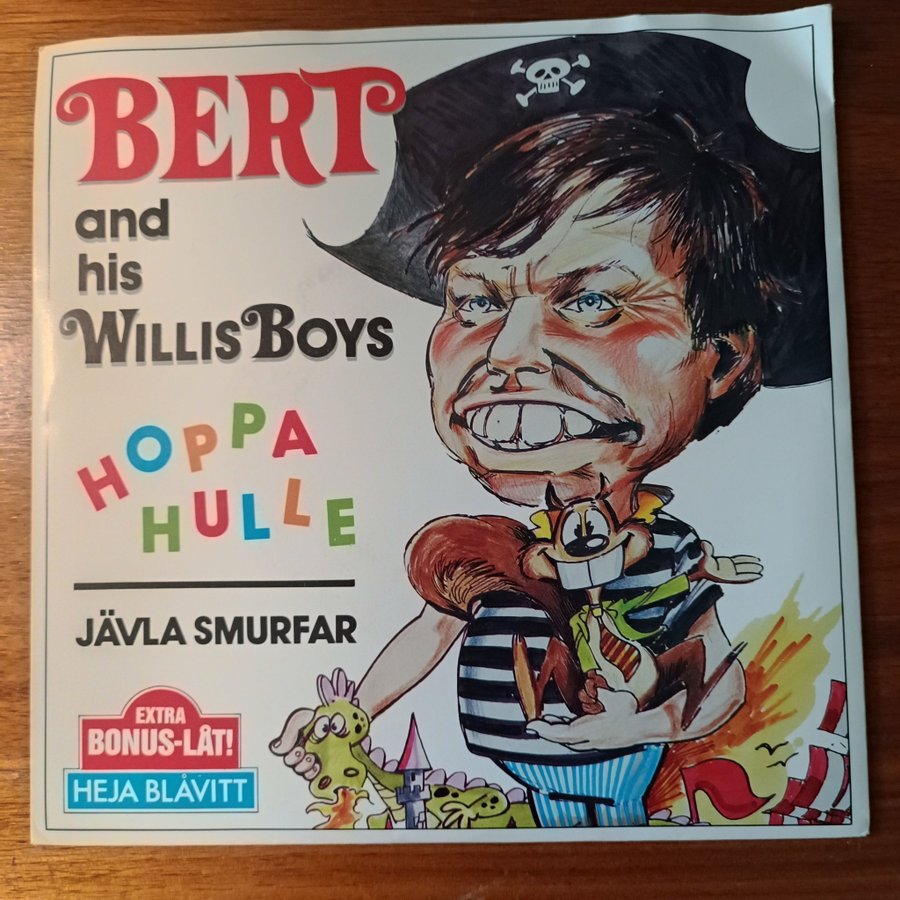 BERT
and
his
WILLIS BOYS
HOPPA
HULLE
JÄVLA SMURFAR
EXTRA
BONUS-LÅT!
HEJA BLÅVITT